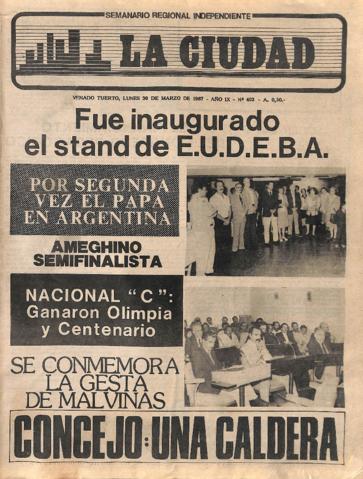 SEMANARIO REGIONAL INDEPENDIENTE
LA CIUDAD
VENADO TUERTO, LUNES 30 DE MARZO DE 1987 - AÑO IX - Nº 402 - A. 0,50.-
Fue inaugurado
el stand de E.U.D.E.B.A.
POR SEGUNDA
VEZ EL PAPA
EN ARGENTINA
AMEGHINO
SEMIFINALISTA
NACIONAL "C":
Ganaron Olimpia
y Centenario
SE CONMEMORA
LA GESTA
DE MALVINAS
CONCEJO: UNA CALDERA